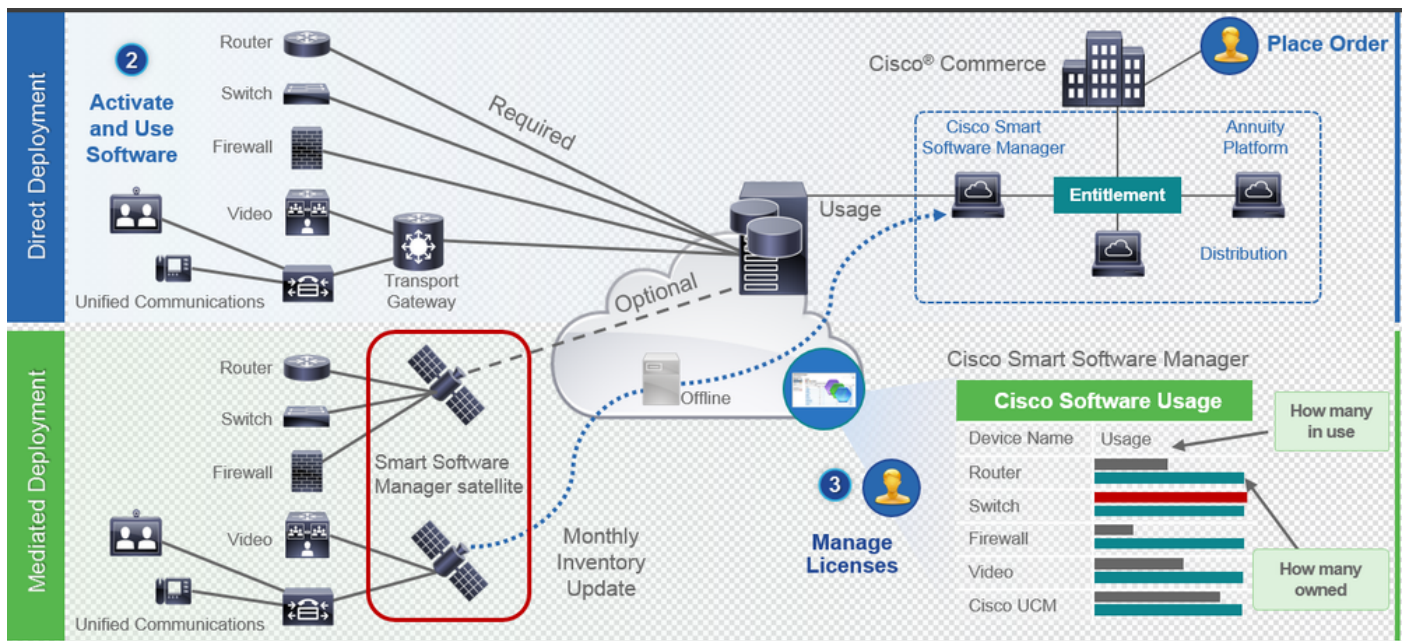 Direct Deployment
2
Activate
and Use
Software
Router
Switch
Firewall
Video
Unified Communications
Transport
Gateway
Required
Optional
Usage
Cisco® Commerce
Place Order
Cisco Smart
Software Manager
Annuity
Platform
Entitlement
Distribution
Mediated Deployment
Router
Switch
Firewall
Video
Unified Communications
Smart Software
Manager satellite
Offline
Monthly
Inventory
Update
3
Manage
Licenses
Cisco Smart Software Manager
Cisco Software Usage
Device Name
Usage
Router
Switch
Firewall
Video
Cisco UCM
How many
in use
How many
owned